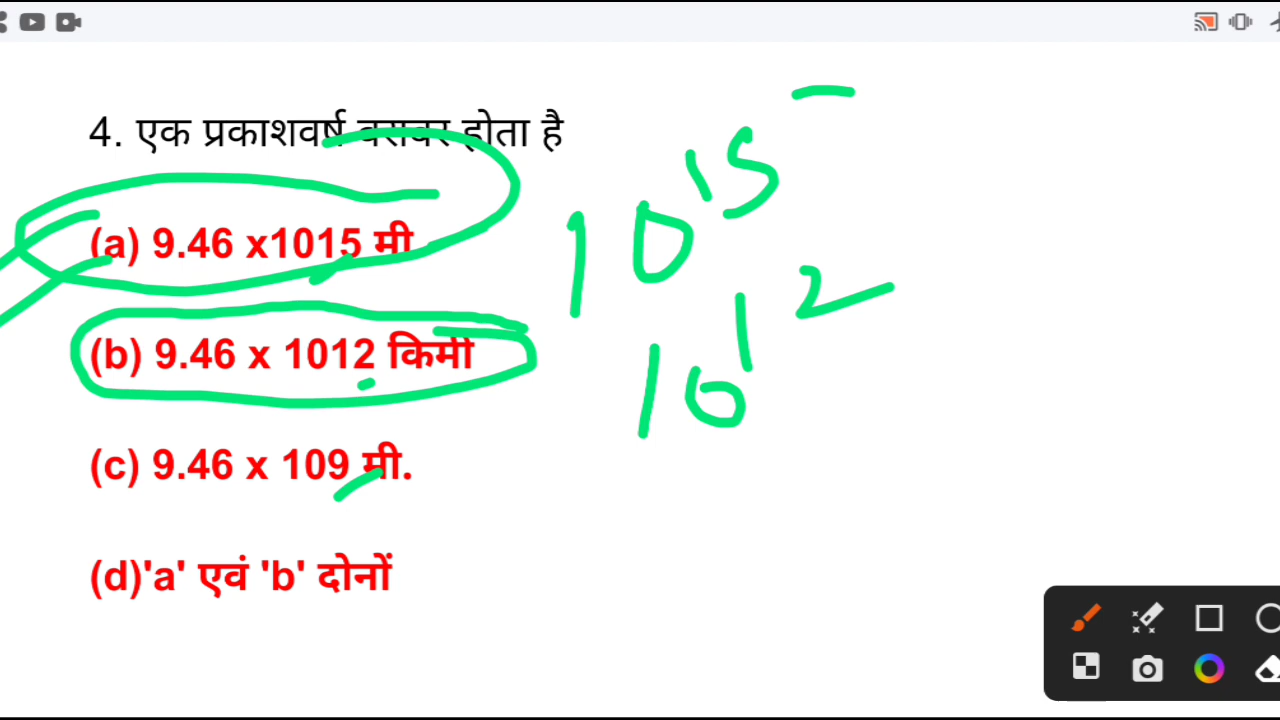 4. एक प्रकाशवर्ष बराबर होता है
(a) 9.46 x1015 मी
(b) 9.46 x 1012 किमी
(c) 9.46 x 109 मी.
(d)'a' एवं 'b' दोनों
10 15
10 12